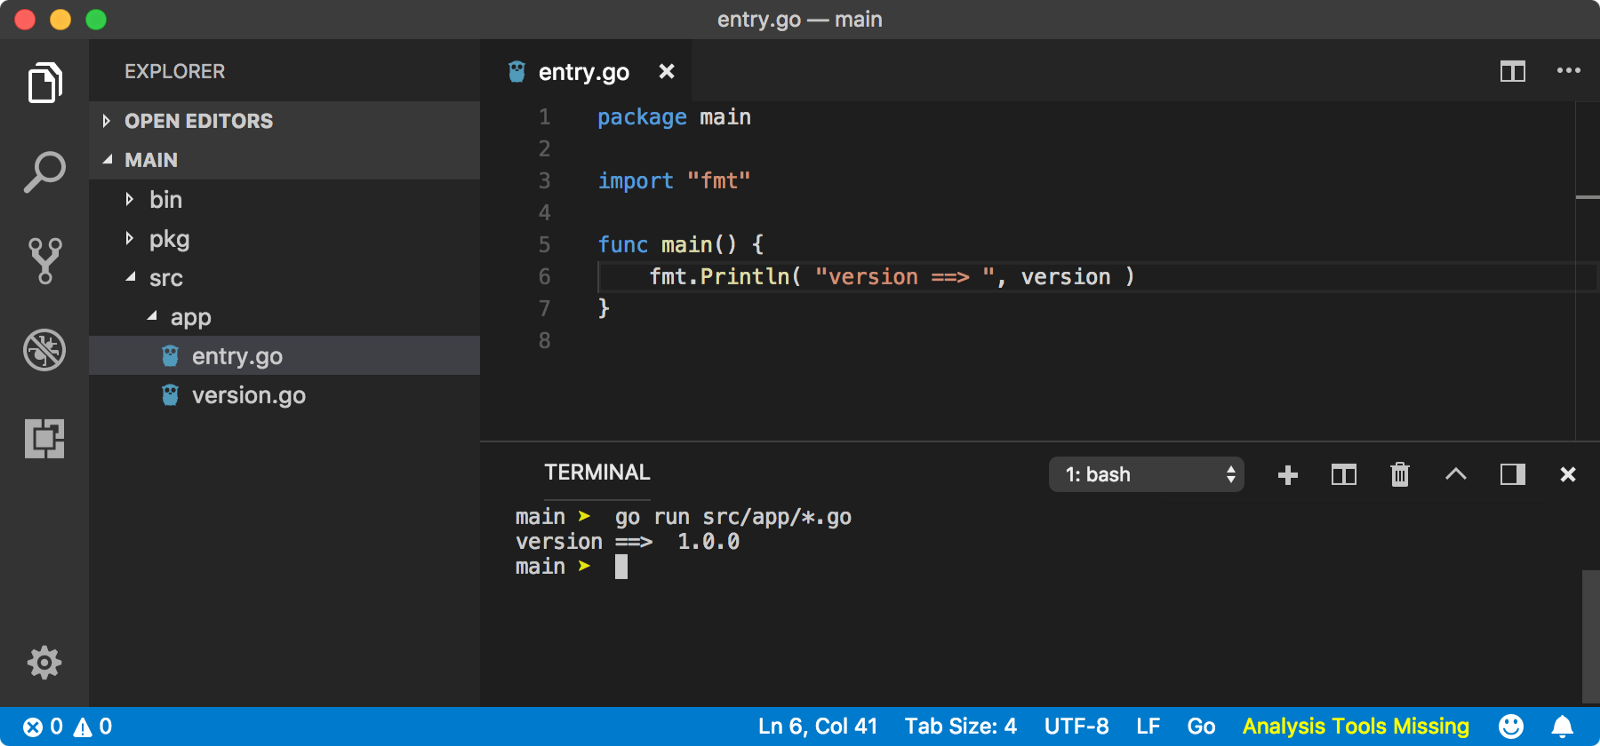 entry.go — main
EXPLORER
OPEN EDITORS
MAIN
bin
pkg
src
app
entry.go
version.go
entry.go
1 package main
2
3 import "fmt"
4
5 func main() {
6 fmt.Println( "version ==> ", version )
7 }
8
TERMINAL
1: bash
main ➤ go run src/app/*.go
version ==> 1.0.0
main ➤
0 0
Ln 6, Col 41 Tab Size: 4 UTF-8 LF Go Analysis Tools Missing